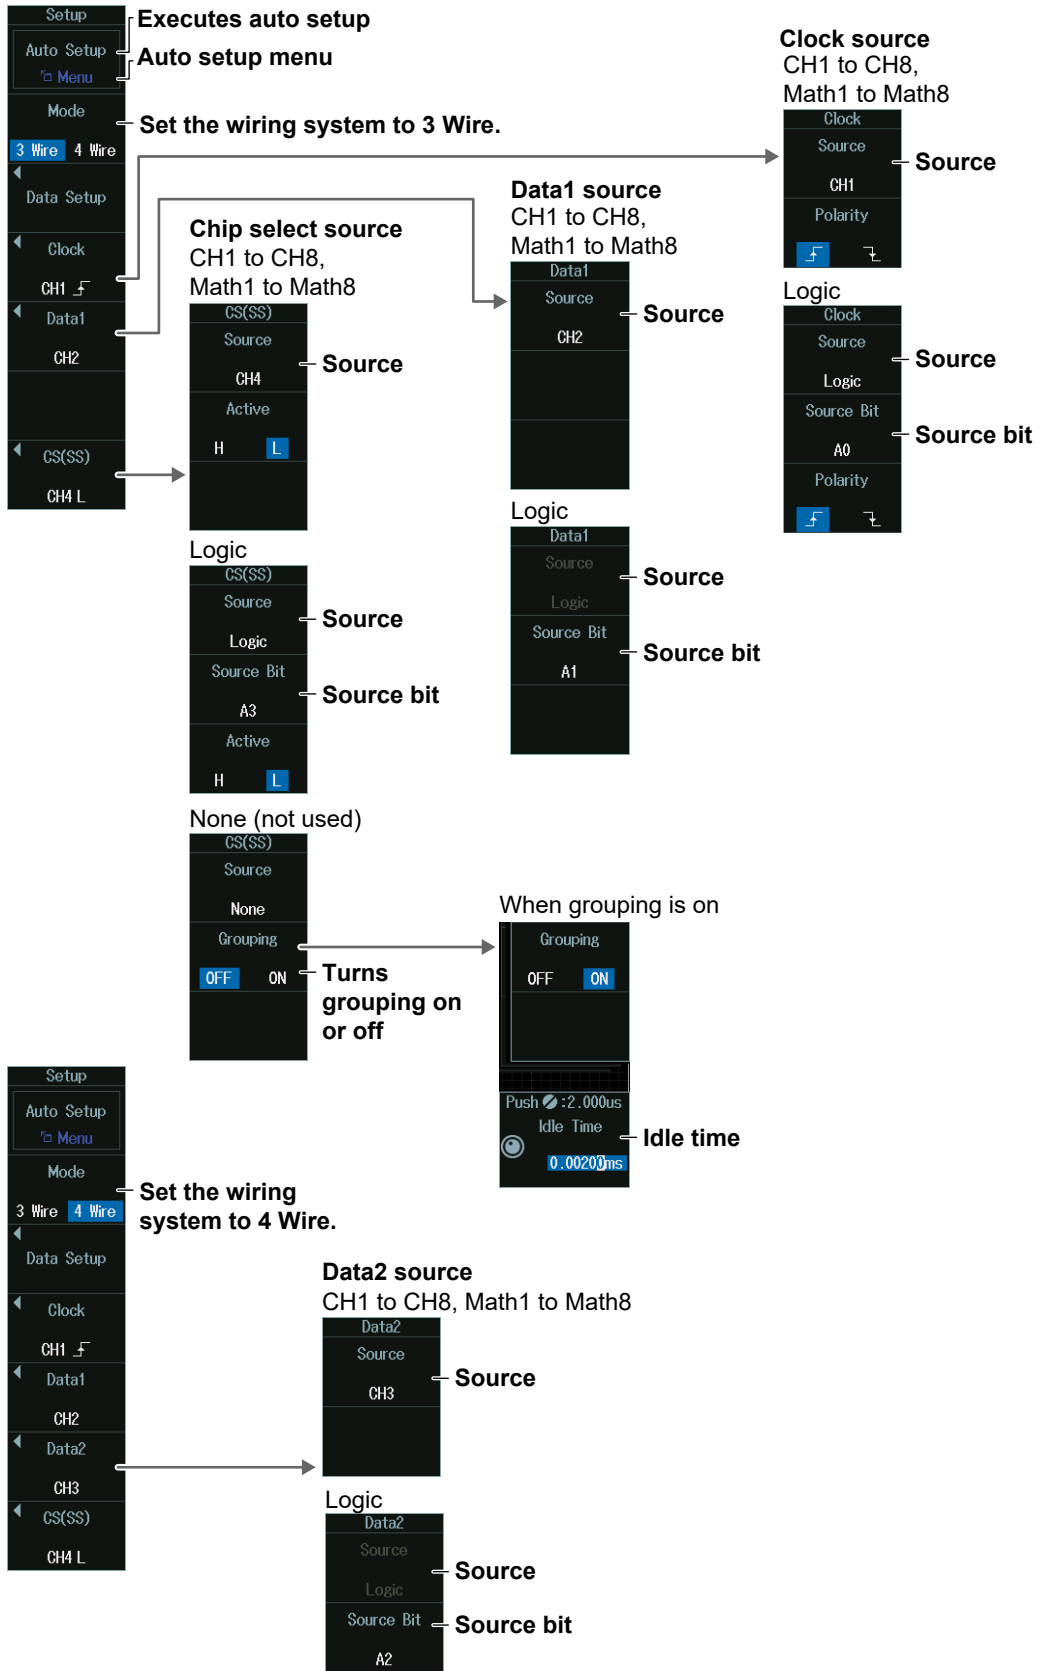 Setup
Auto Setup
Menu
Mode
3 Wire 4 Wire
Data Setup
Clock
CH1
Data1
CH2
CS(SS)
CH4 L
Executes auto setup
Auto setup menu
Set the wiring system to 3 Wire.
Chip select source
CH1 to CH8,
Math1 to Math8
CS(SS)
Source
CH4
Active
H L
Source
Logic
CS(SS)
Source
Logic
Source Bit
A3
Active
H L
Source
Source bit
None (not used)
CS(SS)
Source
None
Grouping
OFF ON
Turns
grouping on
or off
Data1 source
CH1 to CH8,
Math1 to Math8
Data1
Source
CH2
Source
Logic
Data1
Source
Logic
Source Bit
A1
Source
Source bit
Clock source
CH1 to CH8,
Math1 to Math8
Clock
Source
CH1
Polarity
Source
Logic
Clock
Source
Logic
Source Bit
A0
Polarity
Source
Source bit
When grouping is on
Grouping
OFF ON
Push :2.000us
Idle Time
0.00200ms
Idle time
Setup
Auto Setup
Menu
Mode
3 Wire 4 Wire
Data Setup
Clock
CH1
Data1
CH2
Data2
CH3
CS(SS)
CH4 L
Set the wiring
system to 4 Wire.
Data2 source
CH1 to CH8, Math1 to Math8
Data2
Source
CH3
Source
Logic
Data2
Source
Logic
Source Bit
A2
Source
Source bit